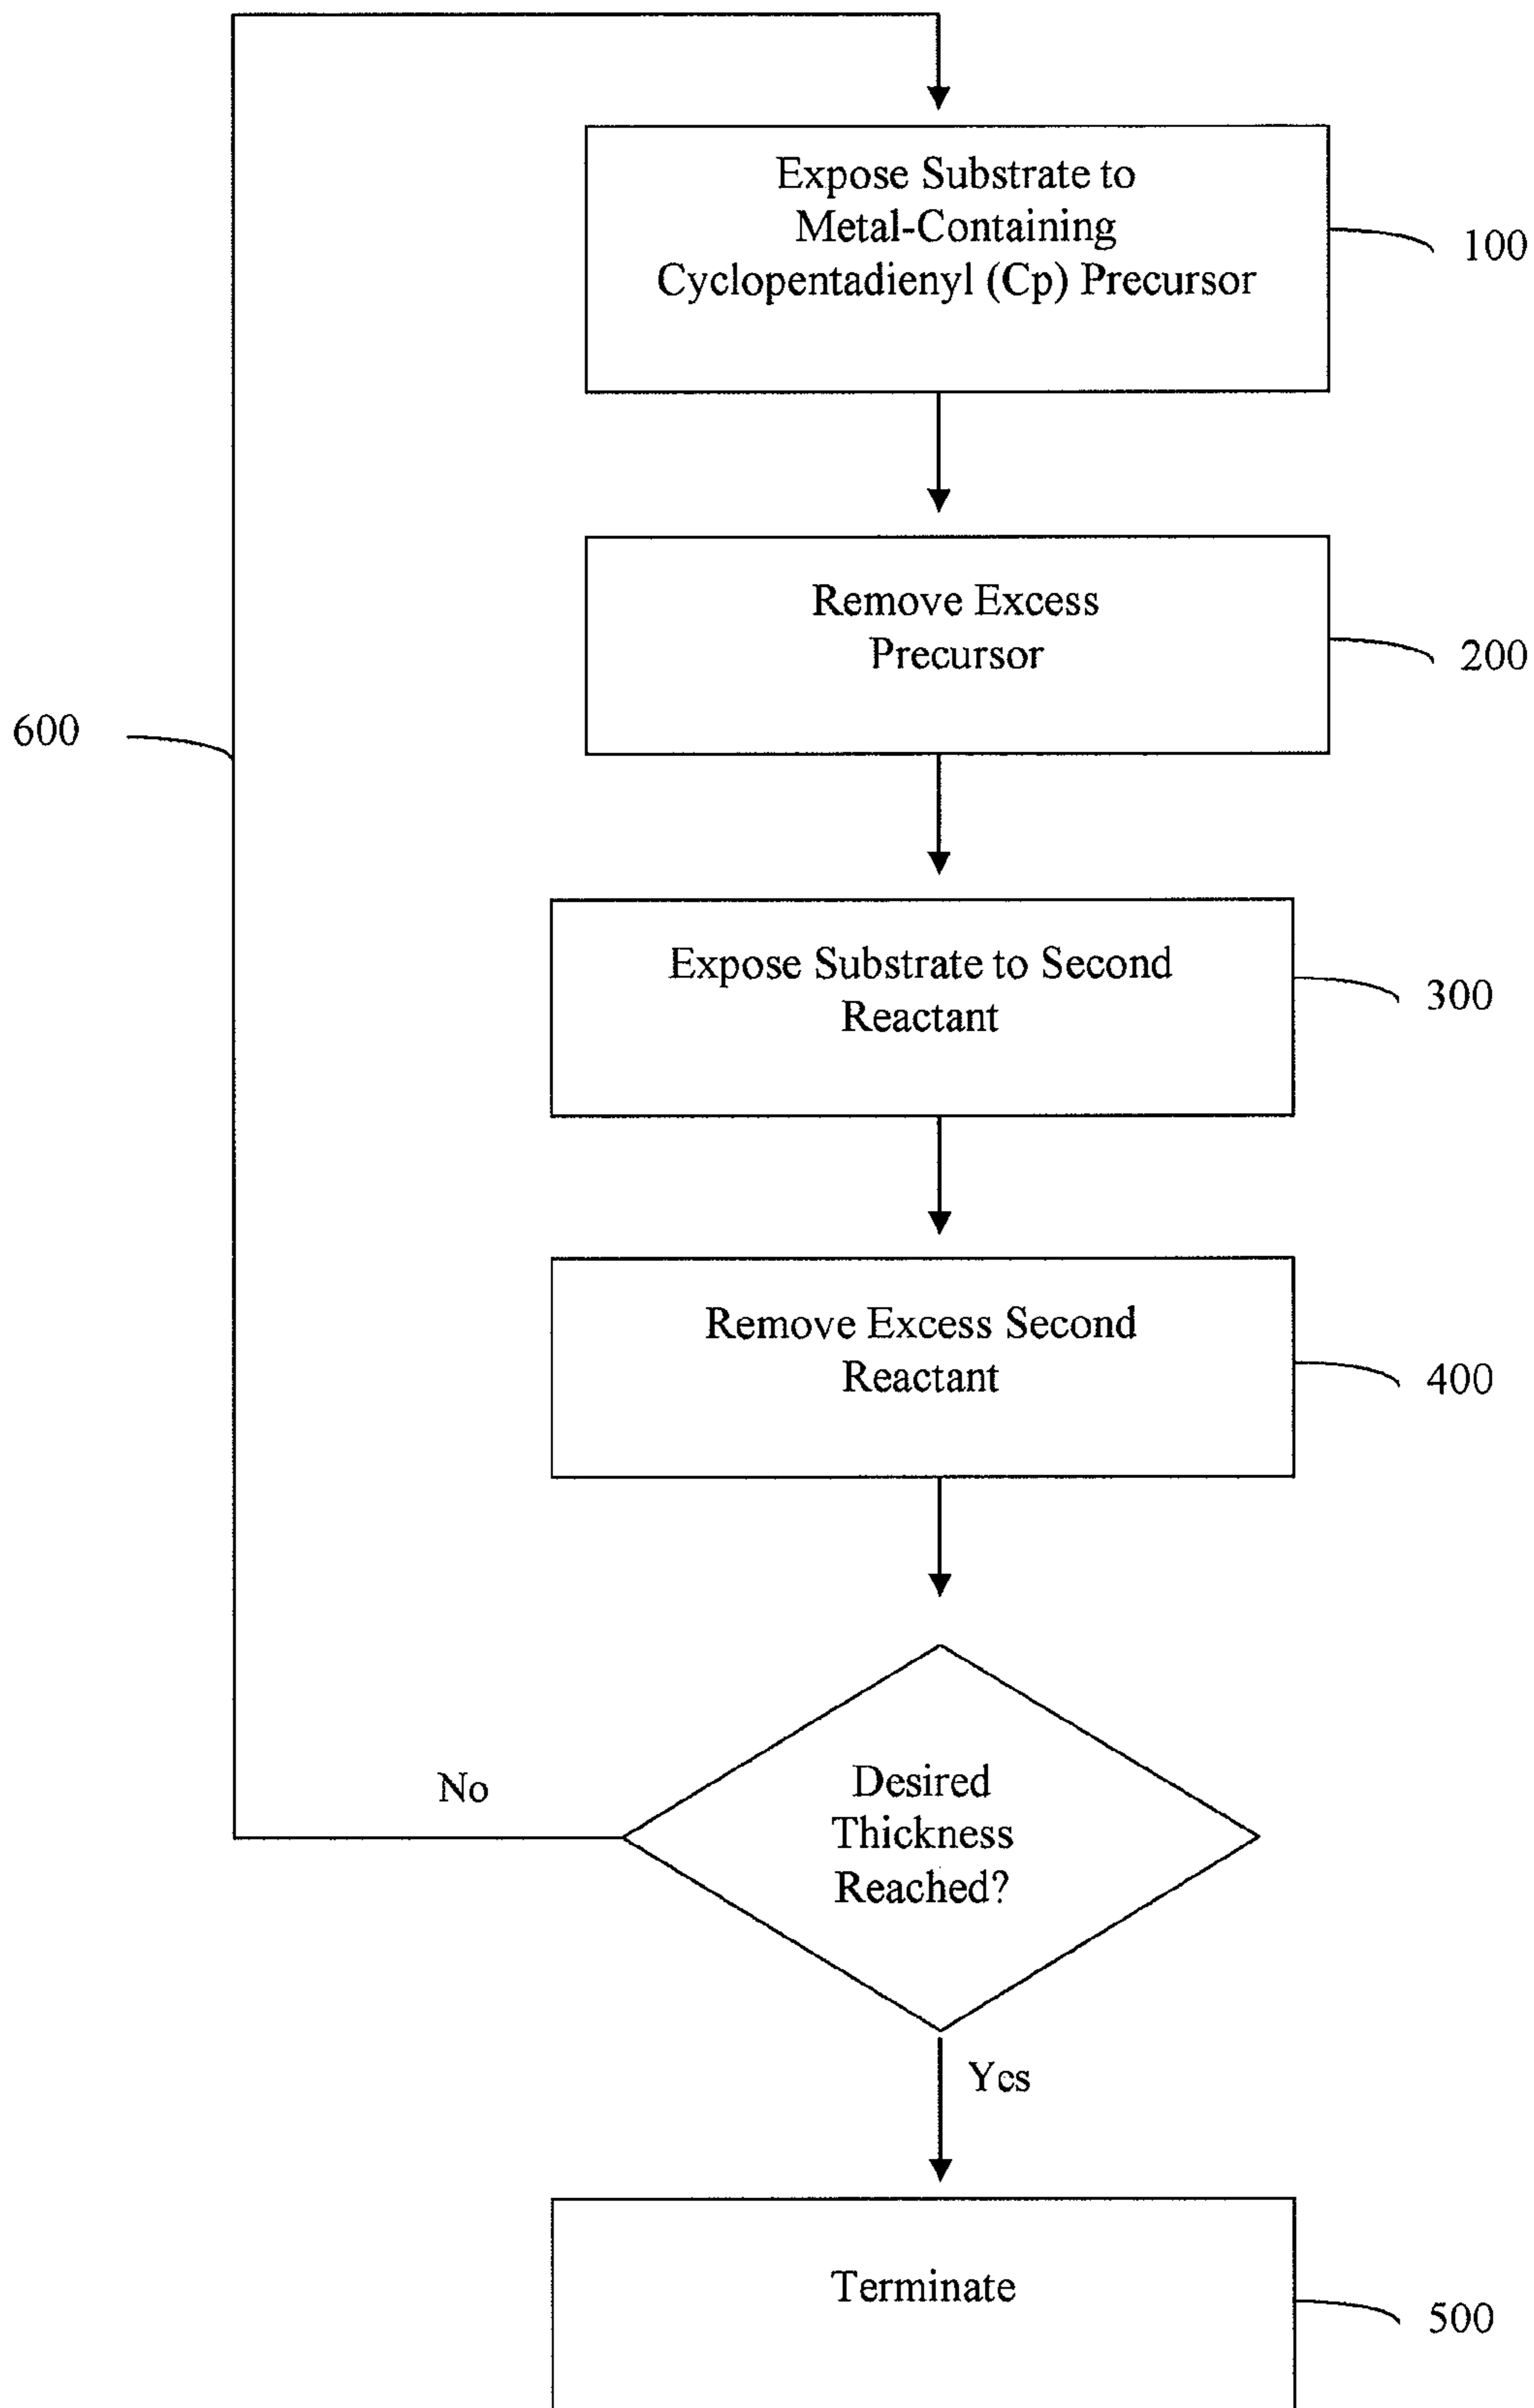 Expose Substrate to
Metal-Containing
Cyclopentadienyl (Cp) Precursor
100
Remove Excess
Precursor
200
600
Expose Substrate to Second
Reactant
300
Remove Excess Second
Reactant
400
Desired
Thickness
Reached?
No
Yes
Terminate
500